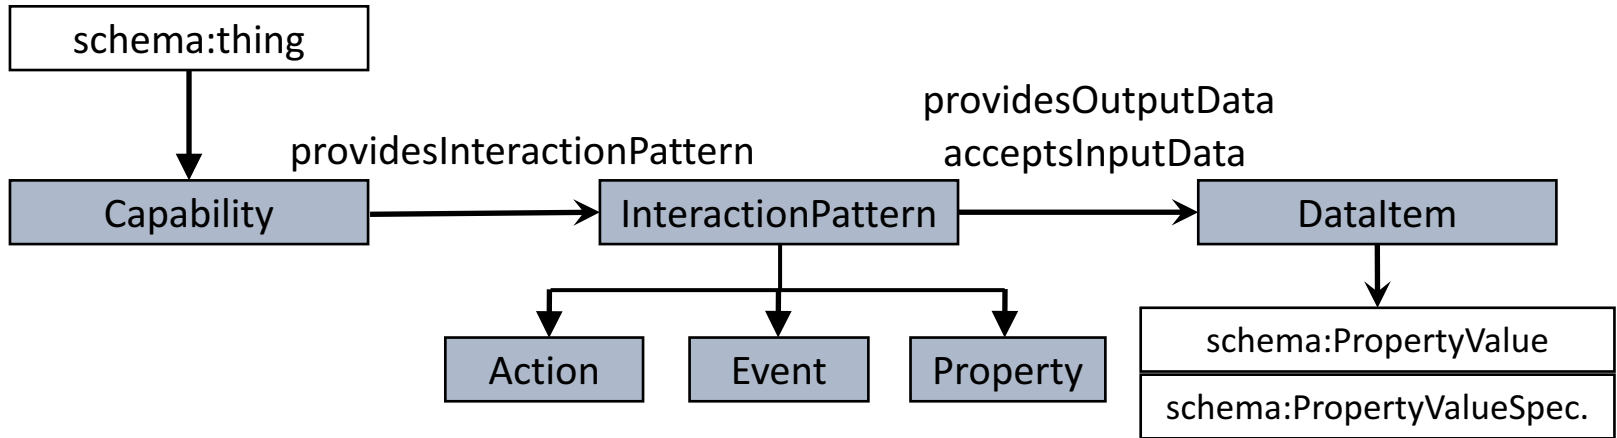 schema:thing
providesOutputData
providesInteractionPattern
acceptsInputData
Capability
InteractionPattern
DataItem
Action
Event
Property
schema:PropertyValue
schema:PropertyValueSpec.